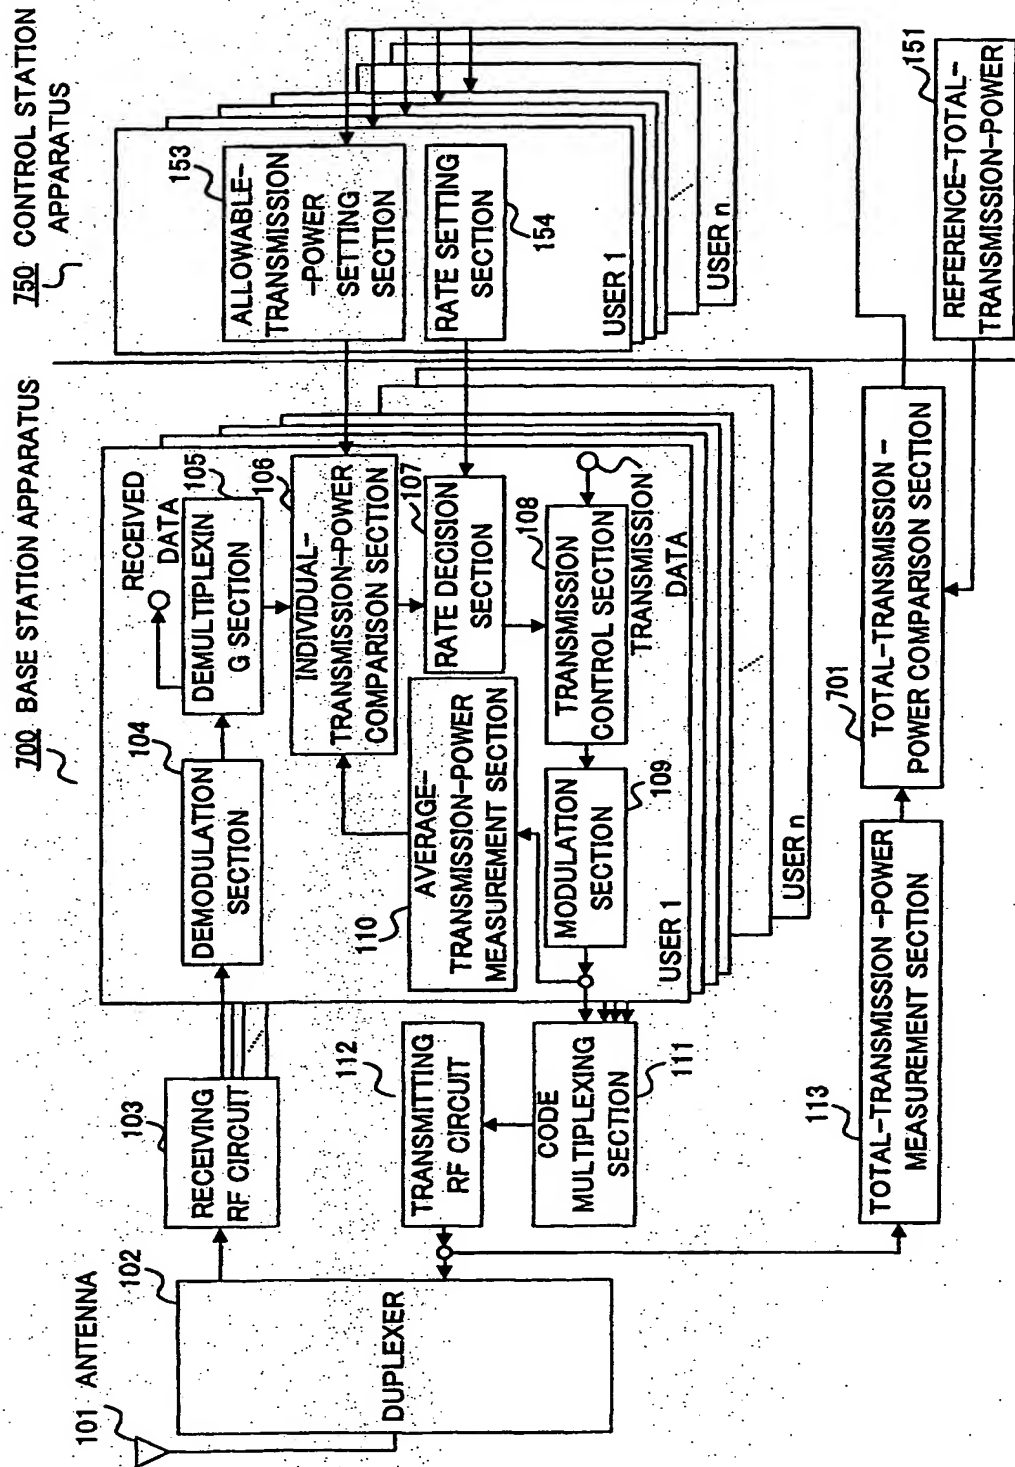 700 BASE STATION APPARATUS
750 CONTROL STATION
APPARATUS
101 ANTENNA
102
DUPLEXER
103
RECEIVING
RF CIRCUIT
104
DEMODULATION
SECTION
RECEIVED
DATA
105
DEMULTIPLEXIN
G SECTION
106
INDIVIDUAL-
TRANSMISSION-POWER
COMPARISON SECTION
107
RATE DECISION
SECTION
108
TRANSMISSION
CONTROL SECTION
TRANSMISSION
DATA
109
MODULATION
SECTION
110
AVERAGE-
TRANSMISSION-POWER
MEASUREMENT SECTION
USER 1
USER n
111
CODE
MULTIPLEXING
SECTION
112
TRANSMITTING
RF CIRCUIT
113
TOTAL-TRANSMISSION-POWER
MEASUREMENT SECTION
701
TOTAL-TRANSMISSION-
POWER COMPARISON SECTION
153
ALLOWABLE-
TRANSMISSION
-POWER
SETTING
SECTION
RATE SETTING
SECTION
154
USER 1
USER n
151
REFERENCE-TOTAL-
TRANSMISSION-POWER